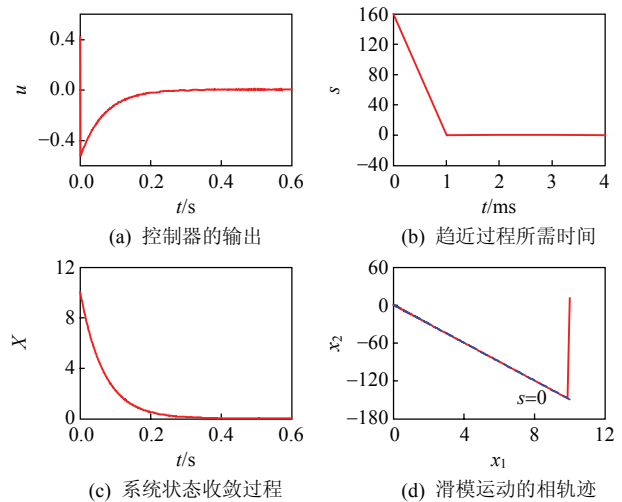 0.4
0.0
−0.4
u
0.0 0.2 0.4 0.6
t/s
(a) 控制器的输出
160
120
80
40
0
−40
s
0 1 2 3 4
t/ms
(b) 趋近过程所需时间
12
8
4
0
X
0.0 0.2 0.4 0.6
t/s
(c) 系统状态收敛过程
60
0
−60
−120
−180
x₂
s=0
0 4 8 12
x₁
(d) 滑模运动的相轨迹